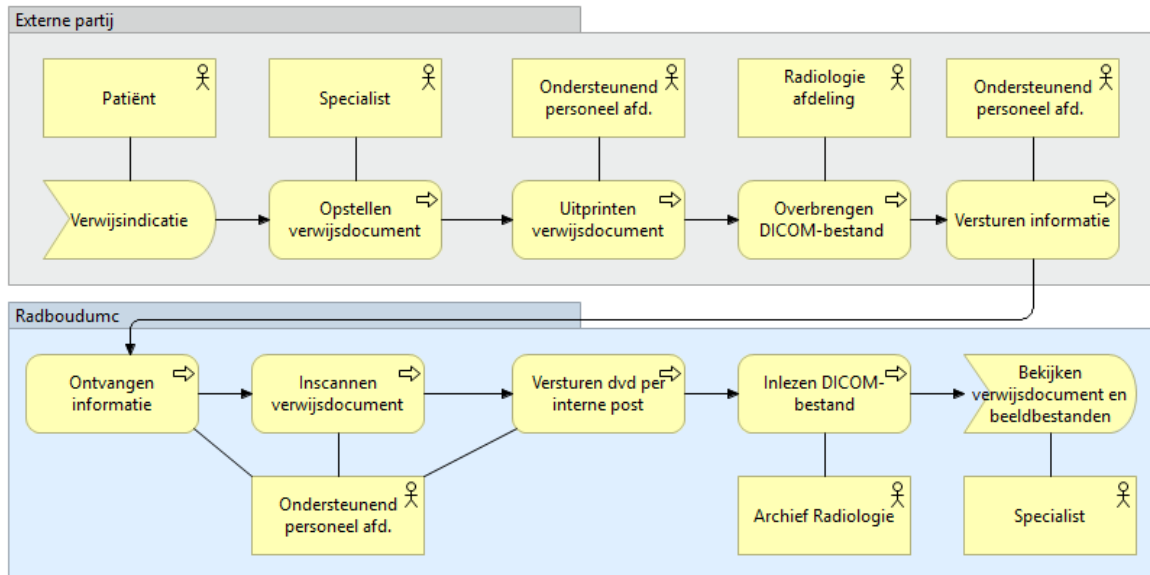 Externe partij
Patiënt
Specialist
Ondersteunend
personeel afd.
Radiologie
afdeling
Ondersteunend
personeel afd.
Verwijsindicatie
Opstellen
verwijsdocument
Uitprinten
verwijsdocument
Overbrengen
DICOM-bestand
Versturen informatie
Radboudumc
Ontvangen
informatie
Inscannen
verwijsdocument
Versturen dvd per
interne post
Inlezen DICOM-
bestand
Bekijken
verwijsdocument en
beeldbestanden
Ondersteunend
personeel afd.
Archief Radiologie
Specialist